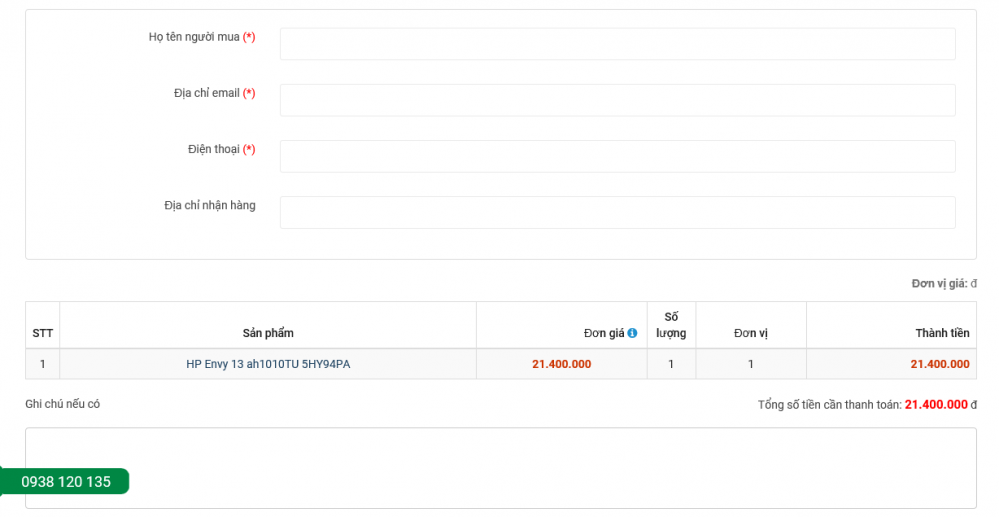 Họ tên người mua (*)
Địa chỉ email (*)
Điện thoại (*)
Địa chỉ nhận hàng
Đơn vị giá: đ
STT Sản phẩm Đơn giá Số lượng Đơn vị Thành tiền
1 HP Envy 13 ah1010TU 5HY94PA 21.400.000 1 1 21.400.000
Ghi chú nếu có Tổng số tiền cần thanh toán: 21.400.000 đ
0938 120 135